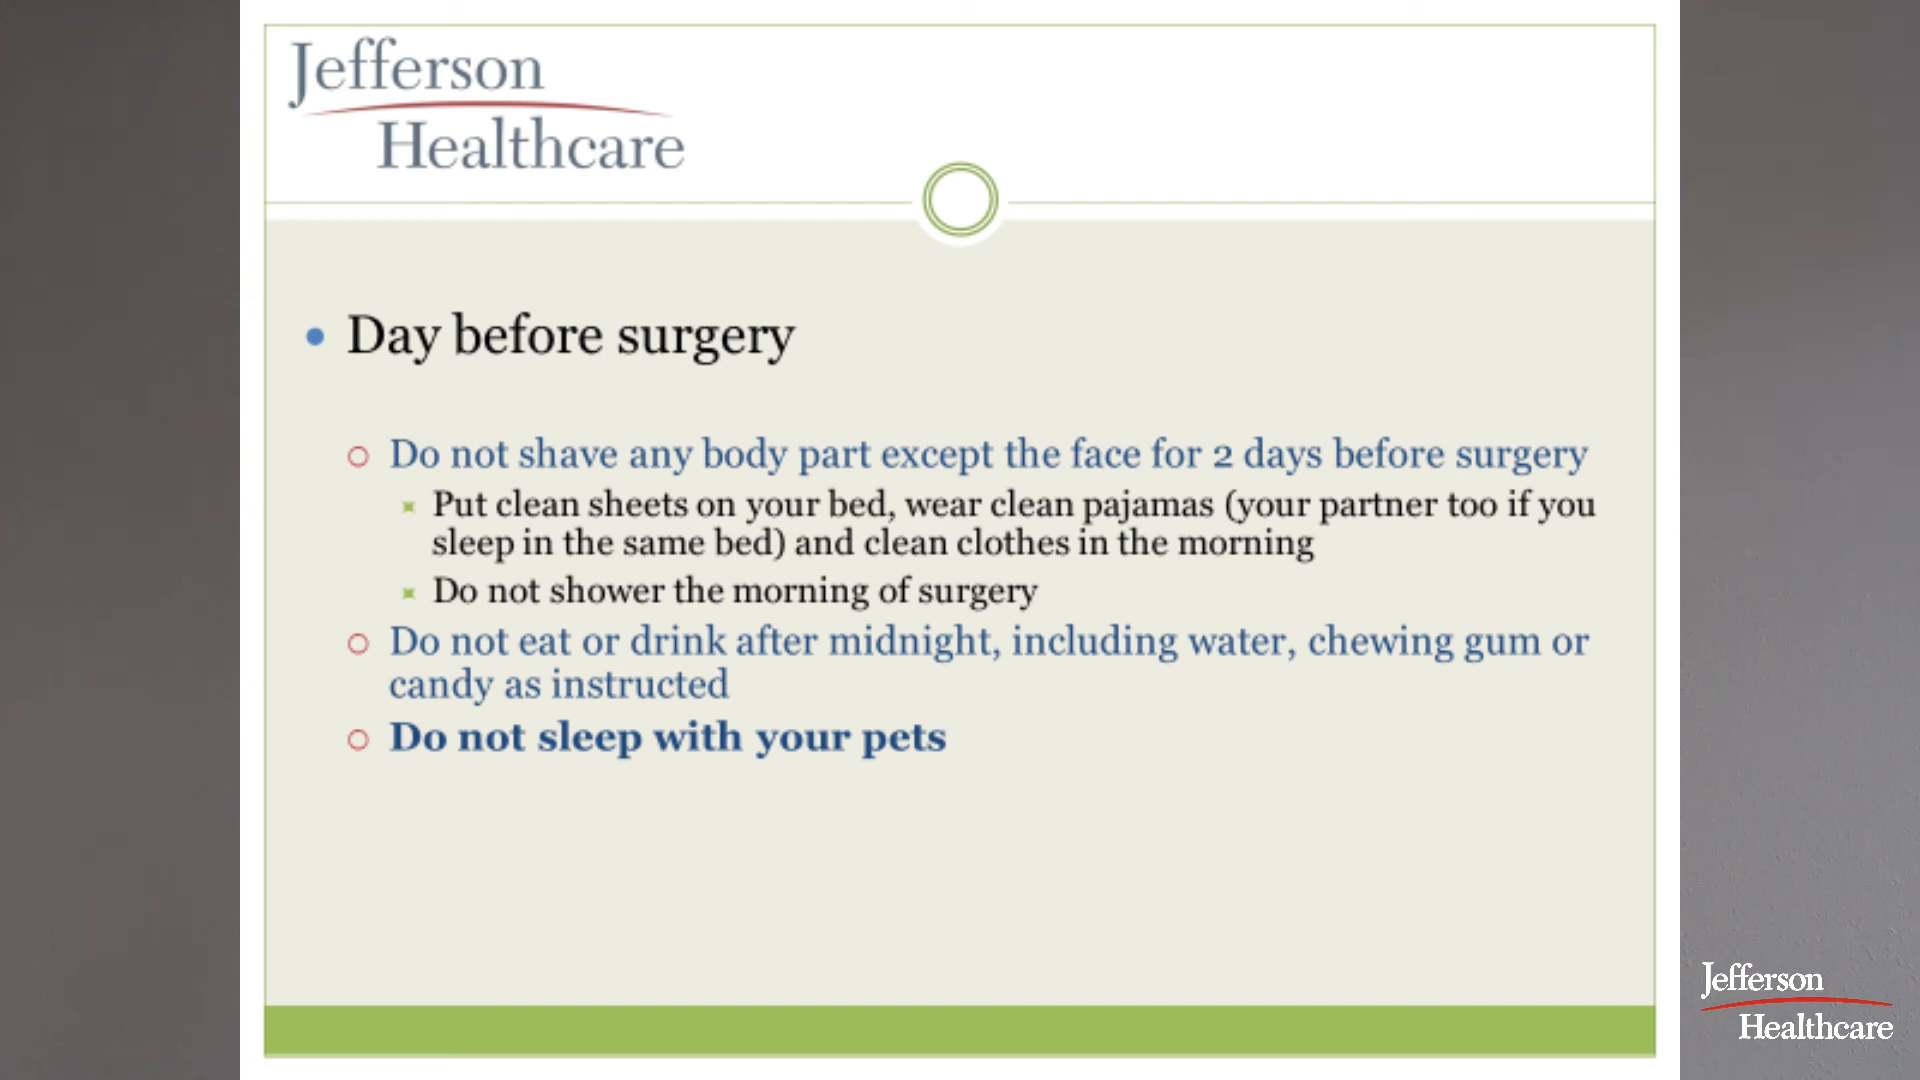 Jefferson
Healthcare
Day before surgery
Do not shave any body part except the face for 2 days before surgery
Put clean sheets on your bed, wear clean pajamas (your partner too if you
sleep in the same bed) and clean clothes in the morning
Do not shower the morning of surgery
Do not eat or drink after midnight, including water, chewing gum or
candy as instructed
Do not sleep with your pets
Jefferson
Healthcare